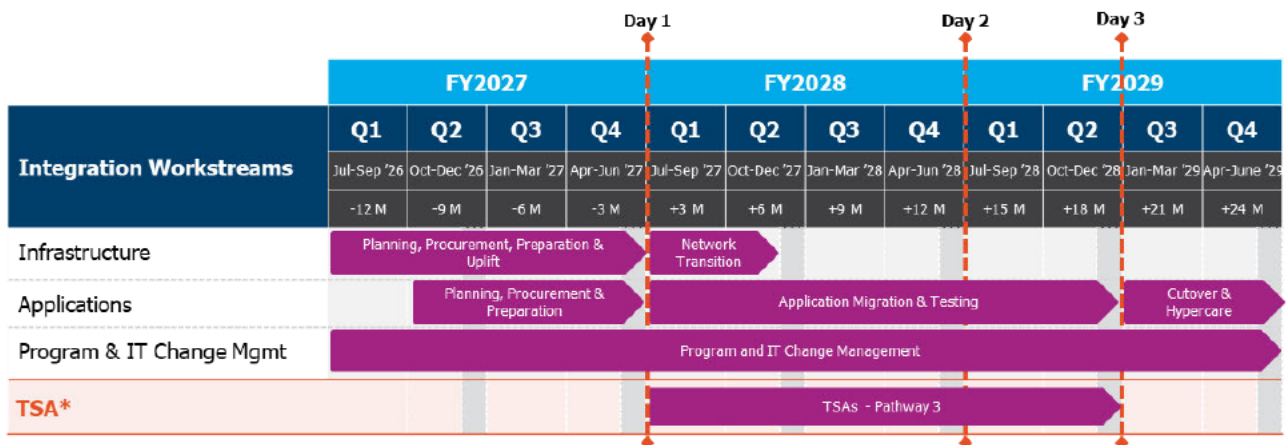 Day 1
Day 2
Day 3
FY2027
FY2028
FY2029
Integration Workstreams
Q1 Q2 Q3 Q4 Q1 Q2 Q3 Q4 Q1 Q2 Q3 Q4
Jul-Sep '26 Oct-Dec '26 Jan-Mar '27 Apr-Jun '27 Jul-Sep '27 Oct-Dec '27 Jan-Mar '28 Apr-Jun '28 Jul-Sep '28 Oct-Dec '28 Jan-Mar '29 Apr-June '29
-12 M -9 M -6 M -3 M +3 M +6 M +9 M +12 M +15 M +18 M +21 M +24 M
Infrastructure
Planning, Procurement, Preparation &
Uplift
Network
Transition
Applications
Planning, Procurement &
Preparation
Application Migration & Testing
Cutover &
Hypercare
Program & IT Change Mgmt
Program and IT Change Management
TSA*
TSAs - Pathway 3